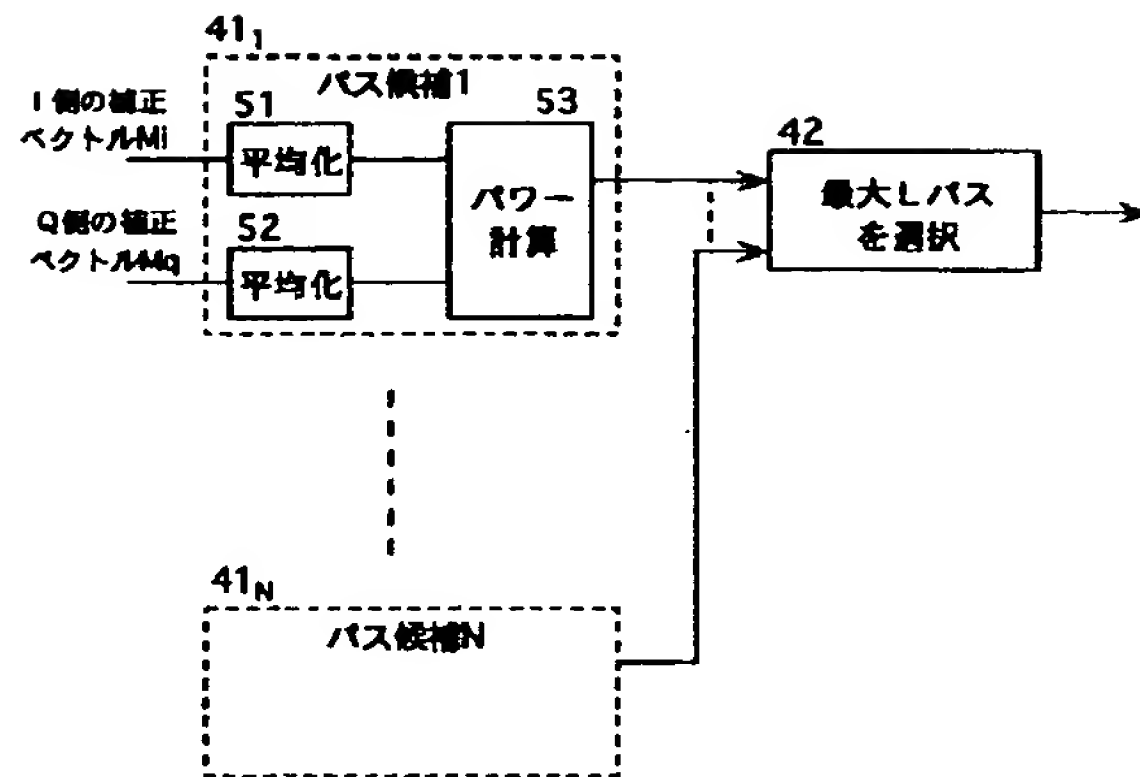 41₁
パス候補1
I側の補正
ベクトルMi
51
平均化
53
パワー
計算
42
最大Lパス
を選択
Q側の補正
ベクトルMq
52
平均化
41N
パス候補N